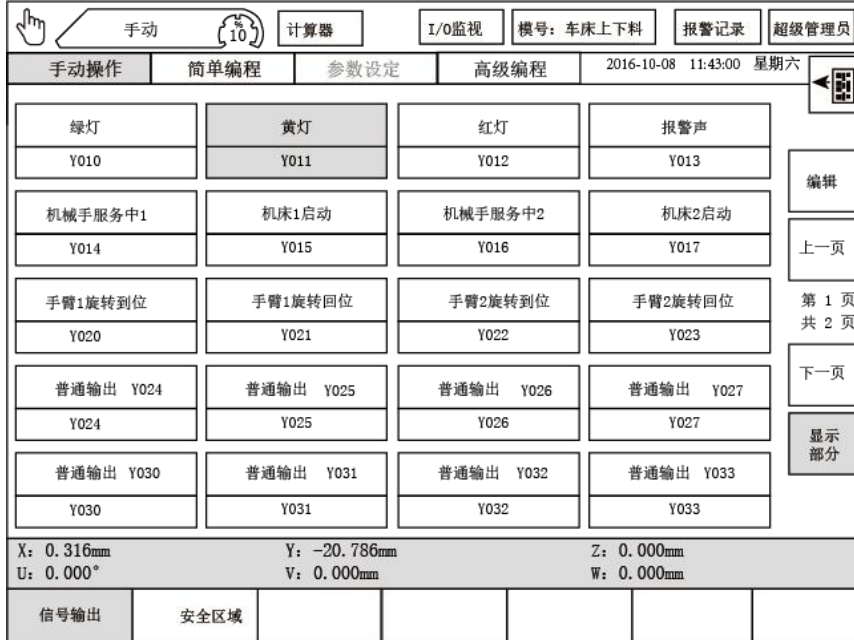 手动 % 10 计算器 I/O监视 模号：车床上下料 报警记录 超级管理员
手动操作 简单编程 参数设定 高级编程 2016-10-08 11:43:00 星期六
绿灯 黄灯 红灯 报警声
Y010 Y011 Y012 Y013
编辑
机械手服务中1 机床1启动 机械手服务中2 机床2启动
Y014 Y015 Y016 Y017
上一页
手臂1旋转到位 手臂1旋转回位 手臂2旋转到位 手臂2旋转回位
第 1 页
共 2 页
Y020 Y021 Y022 Y023
下一页
普通输出 Y024 普通输出 Y025 普通输出 Y026 普通输出 Y027
Y024 Y025 Y026 Y027
显示
部分
普通输出 Y030 普通输出 Y031 普通输出 Y032 普通输出 Y033
Y030 Y031 Y032 Y033
X: 0.316mm Y: -20.786mm Z: 0.000mm
U: 0.000° V: 0.000mm W: 0.000mm
信号输出 安全区域